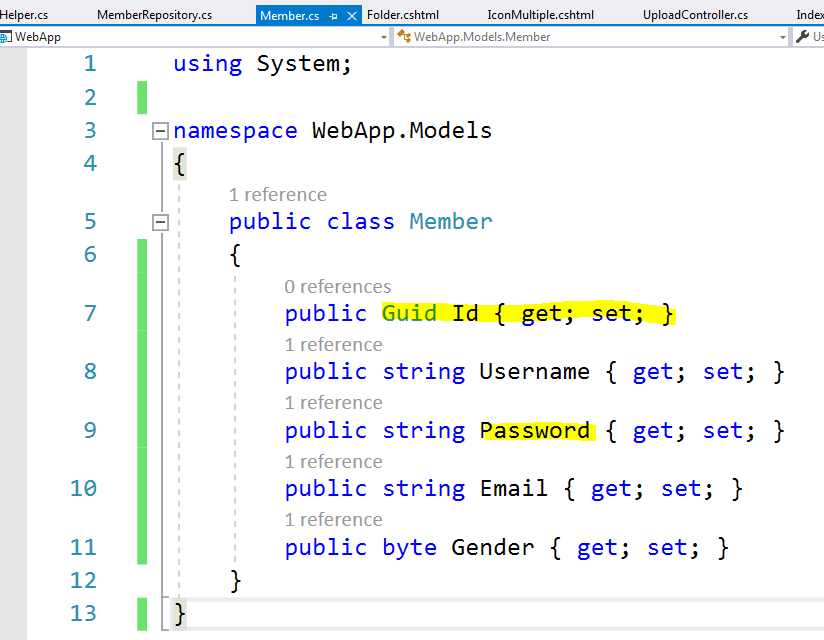 Helper.cs MemberRepository.cs Member.cs Folder.cshtml IconMultiple.cshtml UploadController.cs Index
WebApp WebApp.Models.Member Us
1 using System;
2
3 namespace WebApp.Models
4 {
1 reference
5 public class Member
6 {
0 references
7 public Guid Id { get; set; }
1 reference
8 public string Username { get; set; }
1 reference
9 public string Password { get; set; }
1 reference
10 public string Email { get; set; }
1 reference
11 public byte Gender { get; set; }
12 }
13 }